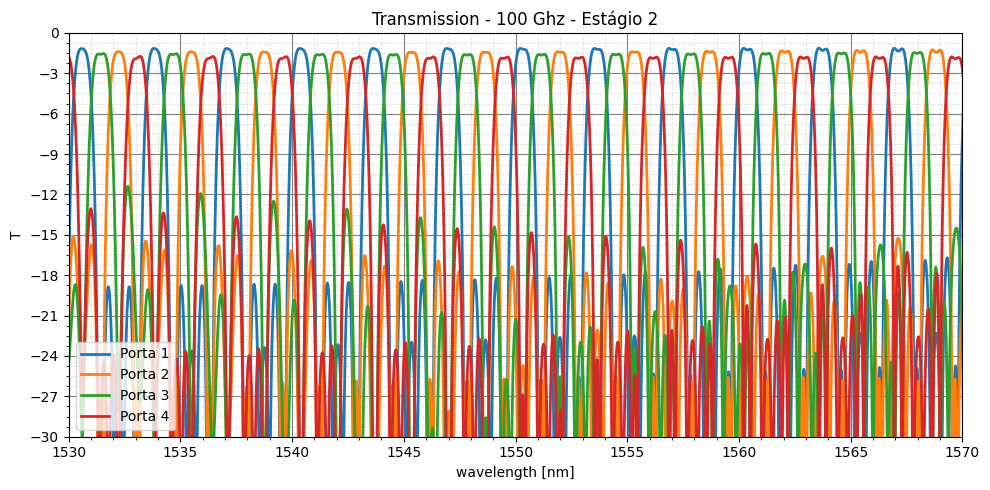 Transmission - 100 Ghz - Estágio 2
0
−3
−6
−9
−12
−15
−18
−21
−24
−27
−30
T
Porta 1
Porta 2
Porta 3
Porta 4
1530
1535
1540
1545
1550
1555
1560
1565
1570
wavelength [nm]